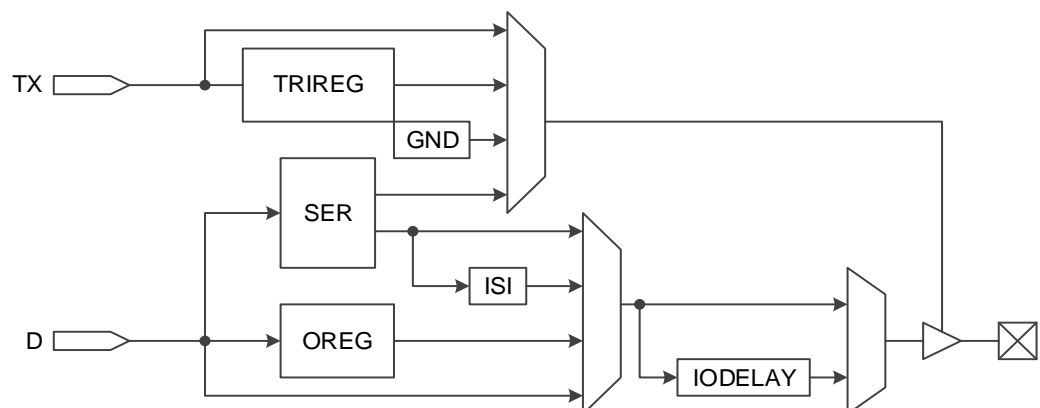 TX
TRIREG
GND
SER
ISI
D
OREG
IODELAY